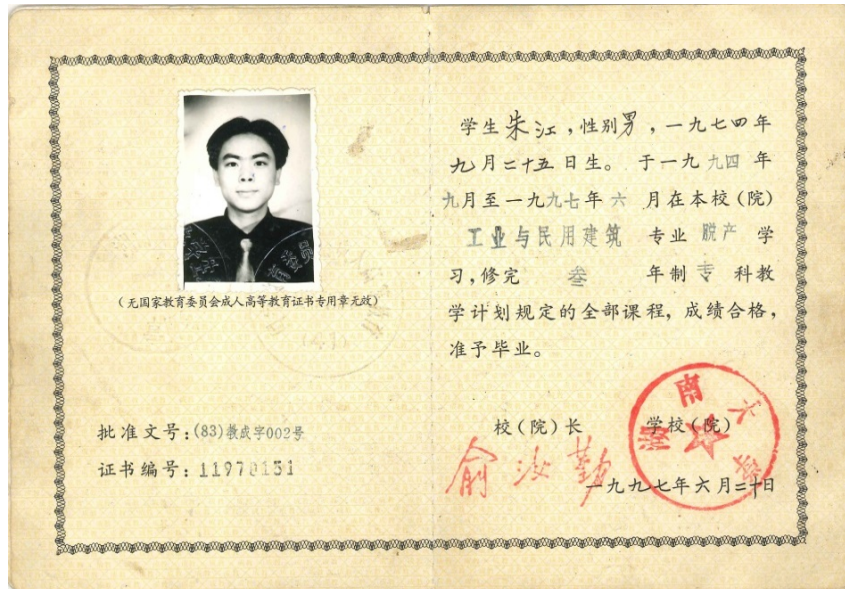 (无国家教育委员会成人高等教育证书专用章无效)
批准文号:(83)教成字002号
证书编号:11970151
学生朱江,性别男,一九七四年
九月二十五日生。于一九九四年
九月至一九九七年六月在本校(院)
工业与民用建筑 专业 脱产 学
习,修完 叁 年制 专 科教
学计划规定的全部课程,成绩合格,
准予毕业。
校(院)长 学校(院)
俞汝勤
湖南大学
一九九七年六月二十日